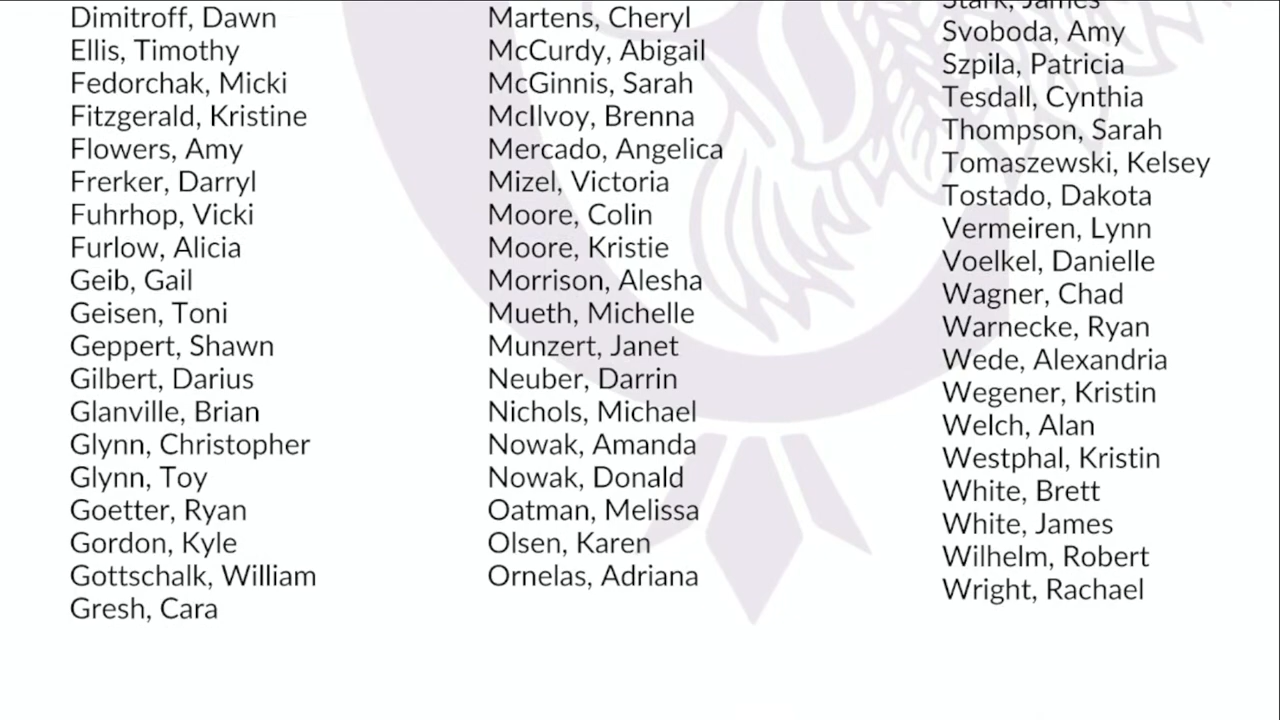 Dimitroff, Dawn
Ellis, Timothy
Fedorchak, Micki
Fitzgerald, Kristine
Flowers, Amy
Frerker, Darryl
Fuhrhop, Vicki
Furlow, Alicia
Geib, Gail
Geisen, Toni
Geppert, Shawn
Gilbert, Darius
Glanville, Brian
Glynn, Christopher
Glynn, Toy
Goetter, Ryan
Gordon, Kyle
Gottschalk, William
Gresh, Cara
Martens, Cheryl
McCurdy, Abigail
McGinnis, Sarah
McIlvoy, Brenna
Mercado, Angelica
Mizel, Victoria
Moore, Colin
Moore, Kristie
Morrison, Alesha
Mueth, Michelle
Munzert, Janet
Neuber, Darrin
Nichols, Michael
Nowak, Amanda
Nowak, Donald
Oatman, Melissa
Olsen, Karen
Ornelas, Adriana
Stark, James
Svoboda, Amy
Szpila, Patricia
Tesdall, Cynthia
Thompson, Sarah
Tomaszewski, Kelsey
Tostado, Dakota
Vermeiren, Lynn
Voelkel, Danielle
Wagner, Chad
Warnecke, Ryan
Wede, Alexandria
Wegener, Kristin
Welch, Alan
Westphal, Kristin
White, Brett
White, James
Wilhelm, Robert
Wright, Rachael